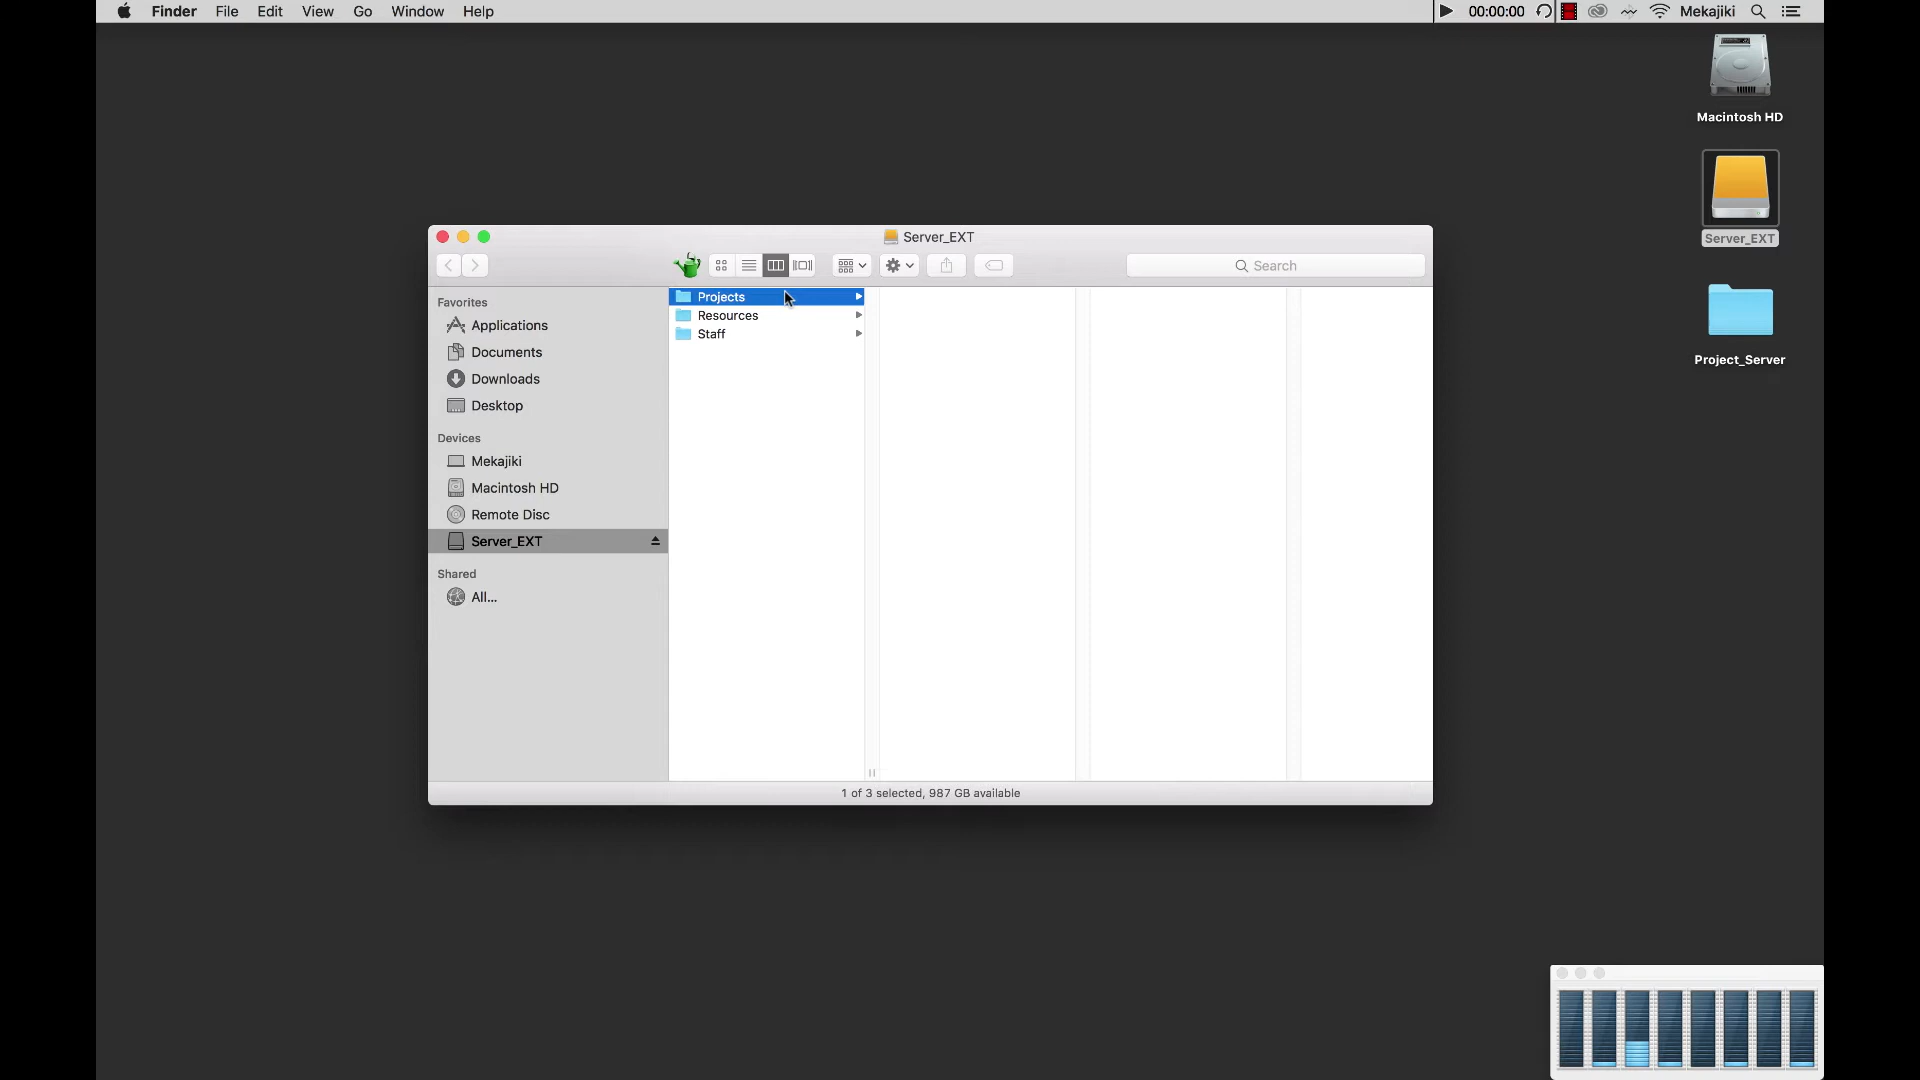 Finder File Edit View Go Window Help 00:00:00 Mekajiki
Macintosh HD
Server_EXT
Project_Server
Server_EXT
Search
Favorites
Applications
Documents
Downloads
Desktop
Devices
Mekajiki
Macintosh HD
Remote Disc
Server_EXT
Shared
All...
Projects
Resources
Staff
1 of 3 selected, 987 GB available